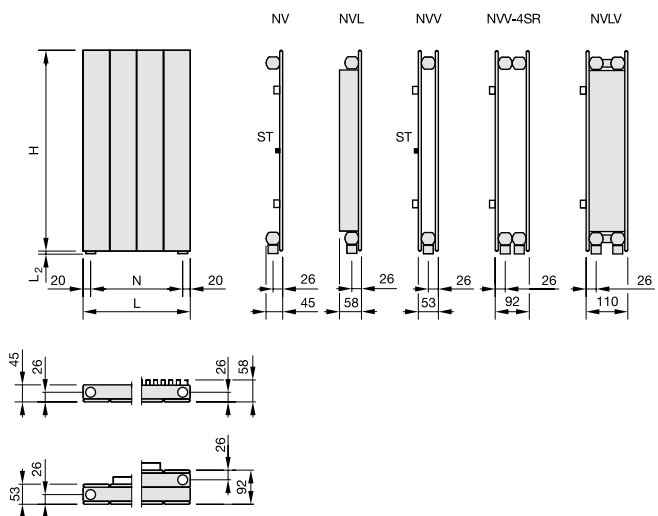 NV NVL NVV NVV-4SR NVLV
H
ST ST
L2
20 N 20 26 26 26 26 26
L 45 58 53 92 110
45 26 26 58
26
53 26 92